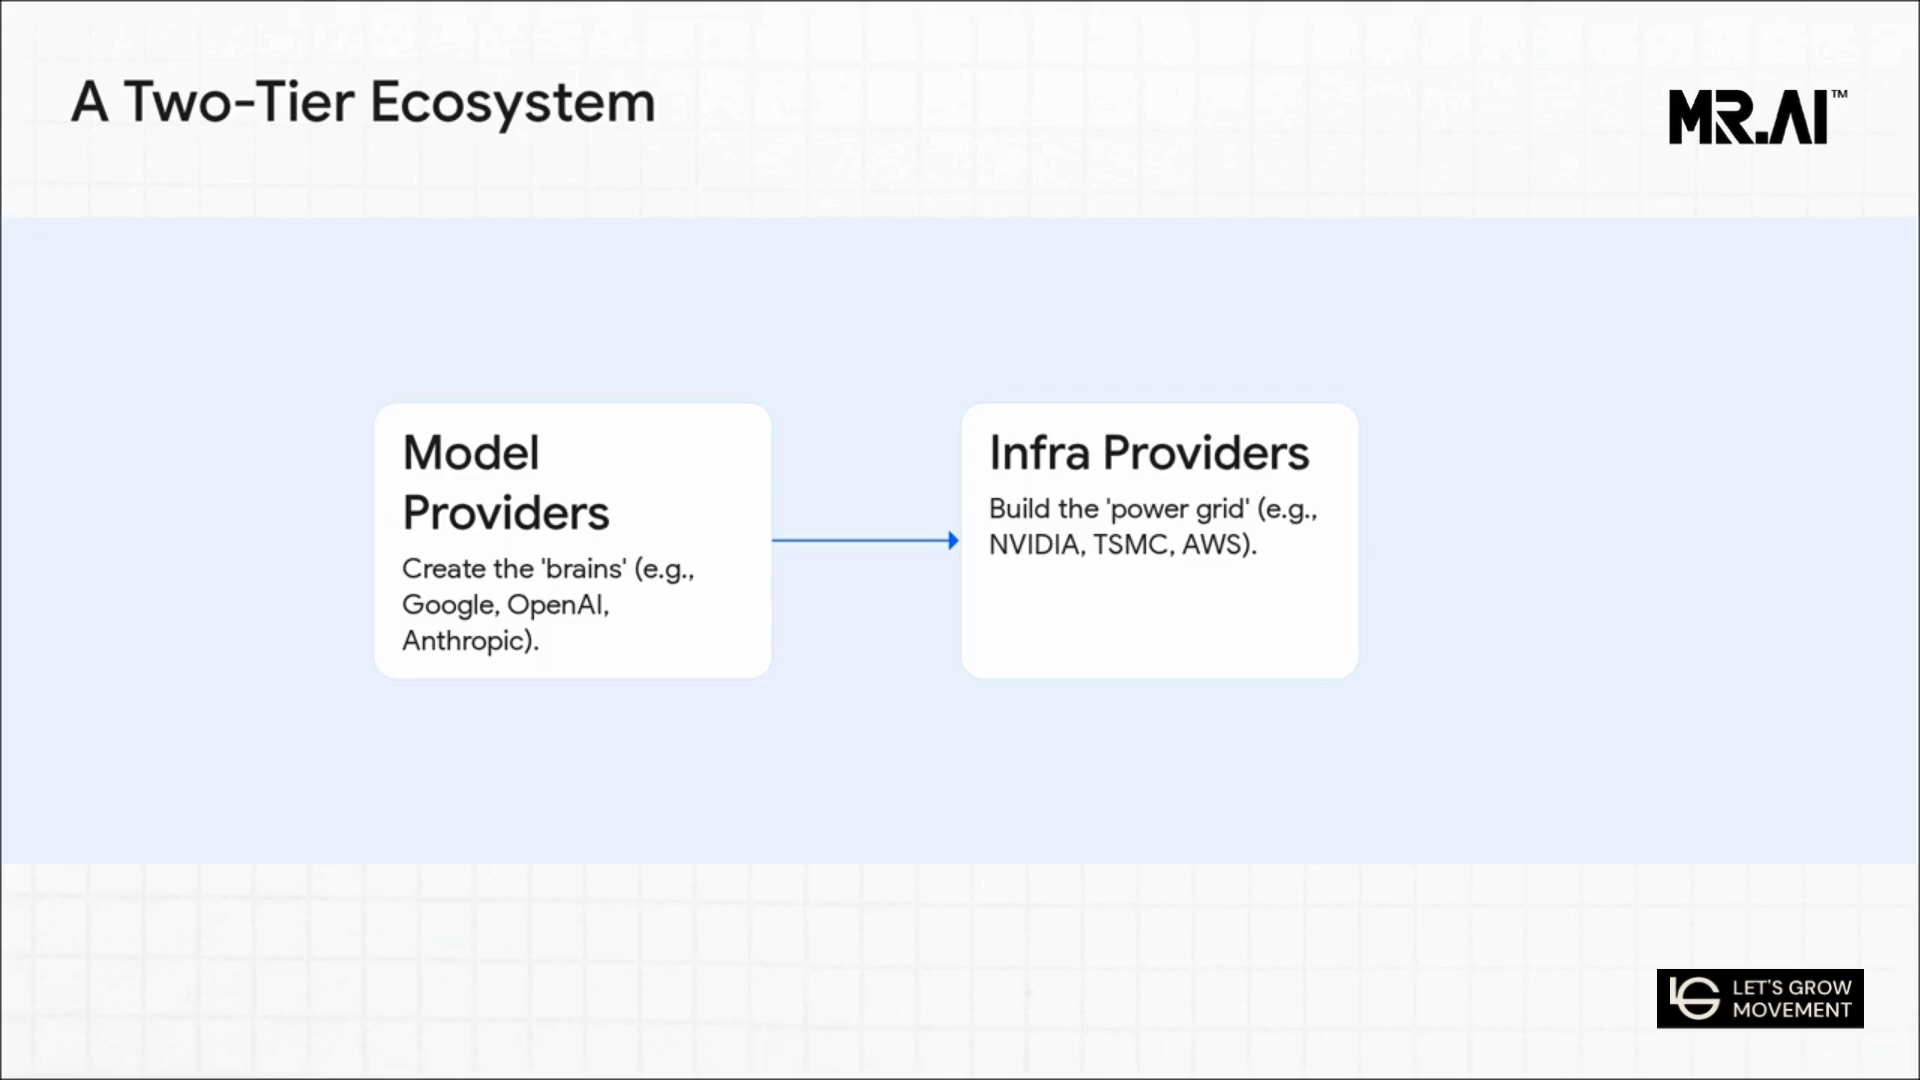 A Two-Tier Ecosystem
MR.AI™
Model
Providers
Create the 'brains' (e.g.,
Google, OpenAI,
Anthropic).
Infra Providers
Build the 'power grid' (e.g.,
NVIDIA, TSMC, AWS).
LET'S GROW
MOVEMENT